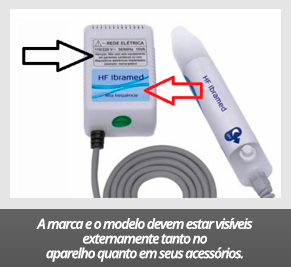 REDE ELÉTRICA
HF Ibramed
Alta frequência
HF Ibramed
A marca e o modelo devem estar visíveis
externamente tanto no
aparelho quanto em seus acessórios.